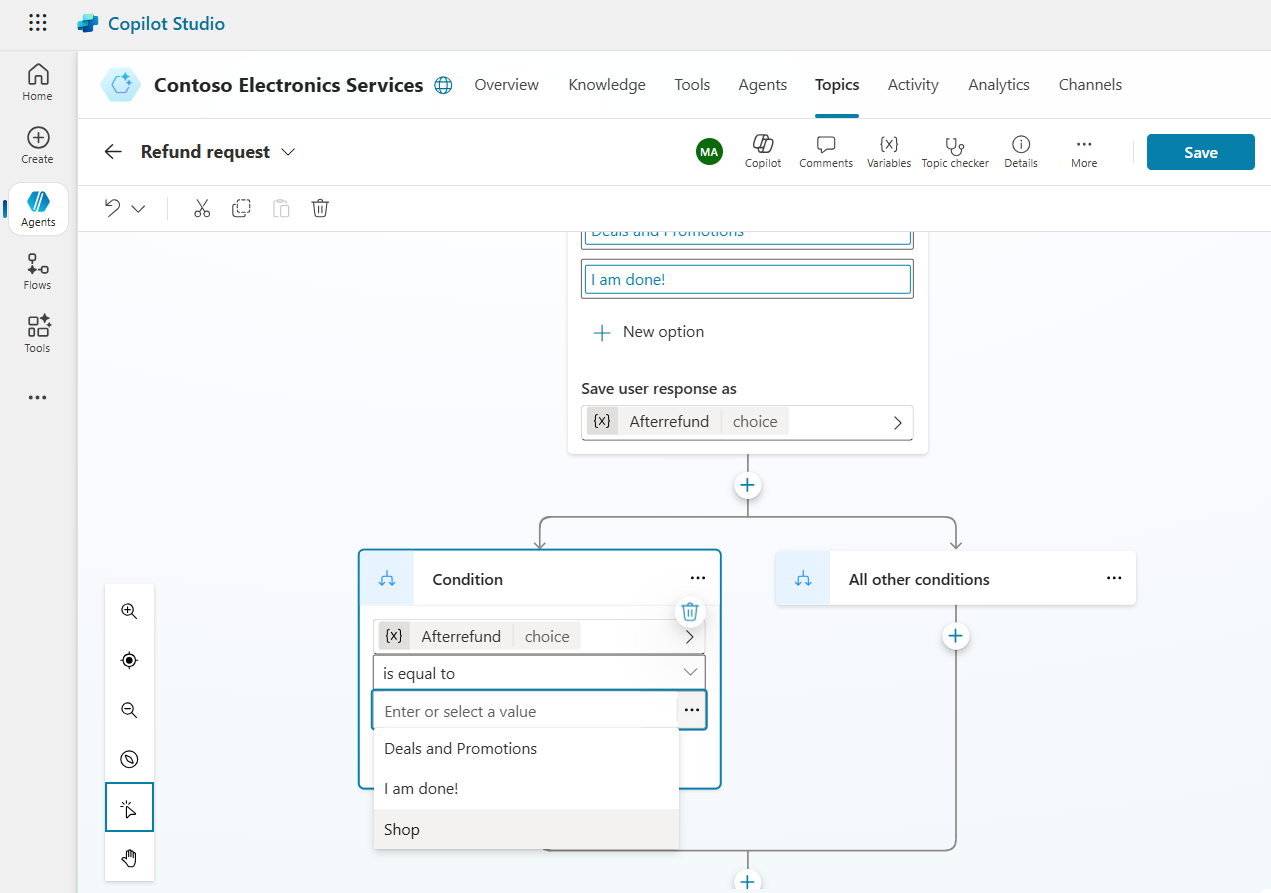 Copilot Studio
Home
Create
Agents
Flows
Tools
Contoso Electronics Services
Overview
Knowledge
Tools
Agents
Topics
Activity
Analytics
Channels
Refund request
MA
Copilot
Comments
{x}
Variables
Topic checker
Details
More
Save
Deals and Promotions
I am done!
New option
Save user response as
{x} Afterrefund choice
Condition
All other conditions
{x} Afterrefund choice
is equal to
Enter or select a value
Deals and Promotions
I am done!
Shop